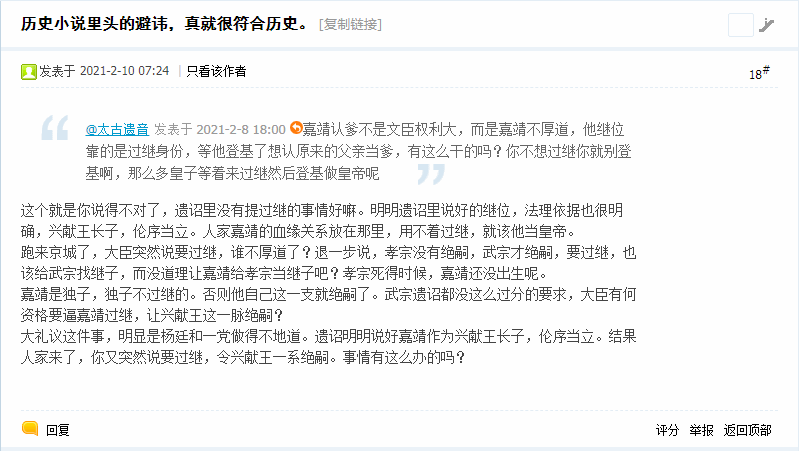 历史小说里头的避讳，真就很符合历史。 [复制链接]
发表于 2021-2-10 07:24 |只看该作者
18#
@太古遗音 发表于 2021-2-8 18:00 嘉靖认爹不是文臣权利大，而是嘉靖不厚道，他继位
靠的是过继身份，等他登基了想认原来的父亲当爹，有这么干的吗？你不想过继你就别登
基啊，那么多皇子等着来过继然后登基做皇帝呢
这个就是你说得不对了，遗诏里没有提过继的事情好嘛。明明遗诏里说好的继位，法理依据也很明
确，兴献王长子，伦序当立。人家嘉靖的血缘关系放在那里，用不着过继，就该他当皇帝。
跑来京城了，大臣突然说要过继，谁不厚道了？退一步说，孝宗没有绝嗣，武宗才绝嗣，要过继，也
该给武宗找继子，而没道理让嘉靖给孝宗当继子吧？孝宗死得时候，嘉靖还没出生呢。
嘉靖是独子，独子不过继的。否则他自己这一支就绝嗣了。武宗遗诏都没这么过分的要求，大臣有何
资格要逼嘉靖过继，让兴献王这一脉绝嗣？
大礼议这件事，明显是杨廷和一党做得不地道。遗诏明明说好嘉靖作为兴献王长子，伦序当立。结果
人家来了，你又突然说要过继，令兴献王一系绝嗣。事情有这么办的吗？
回复
评分 举报 返回顶部